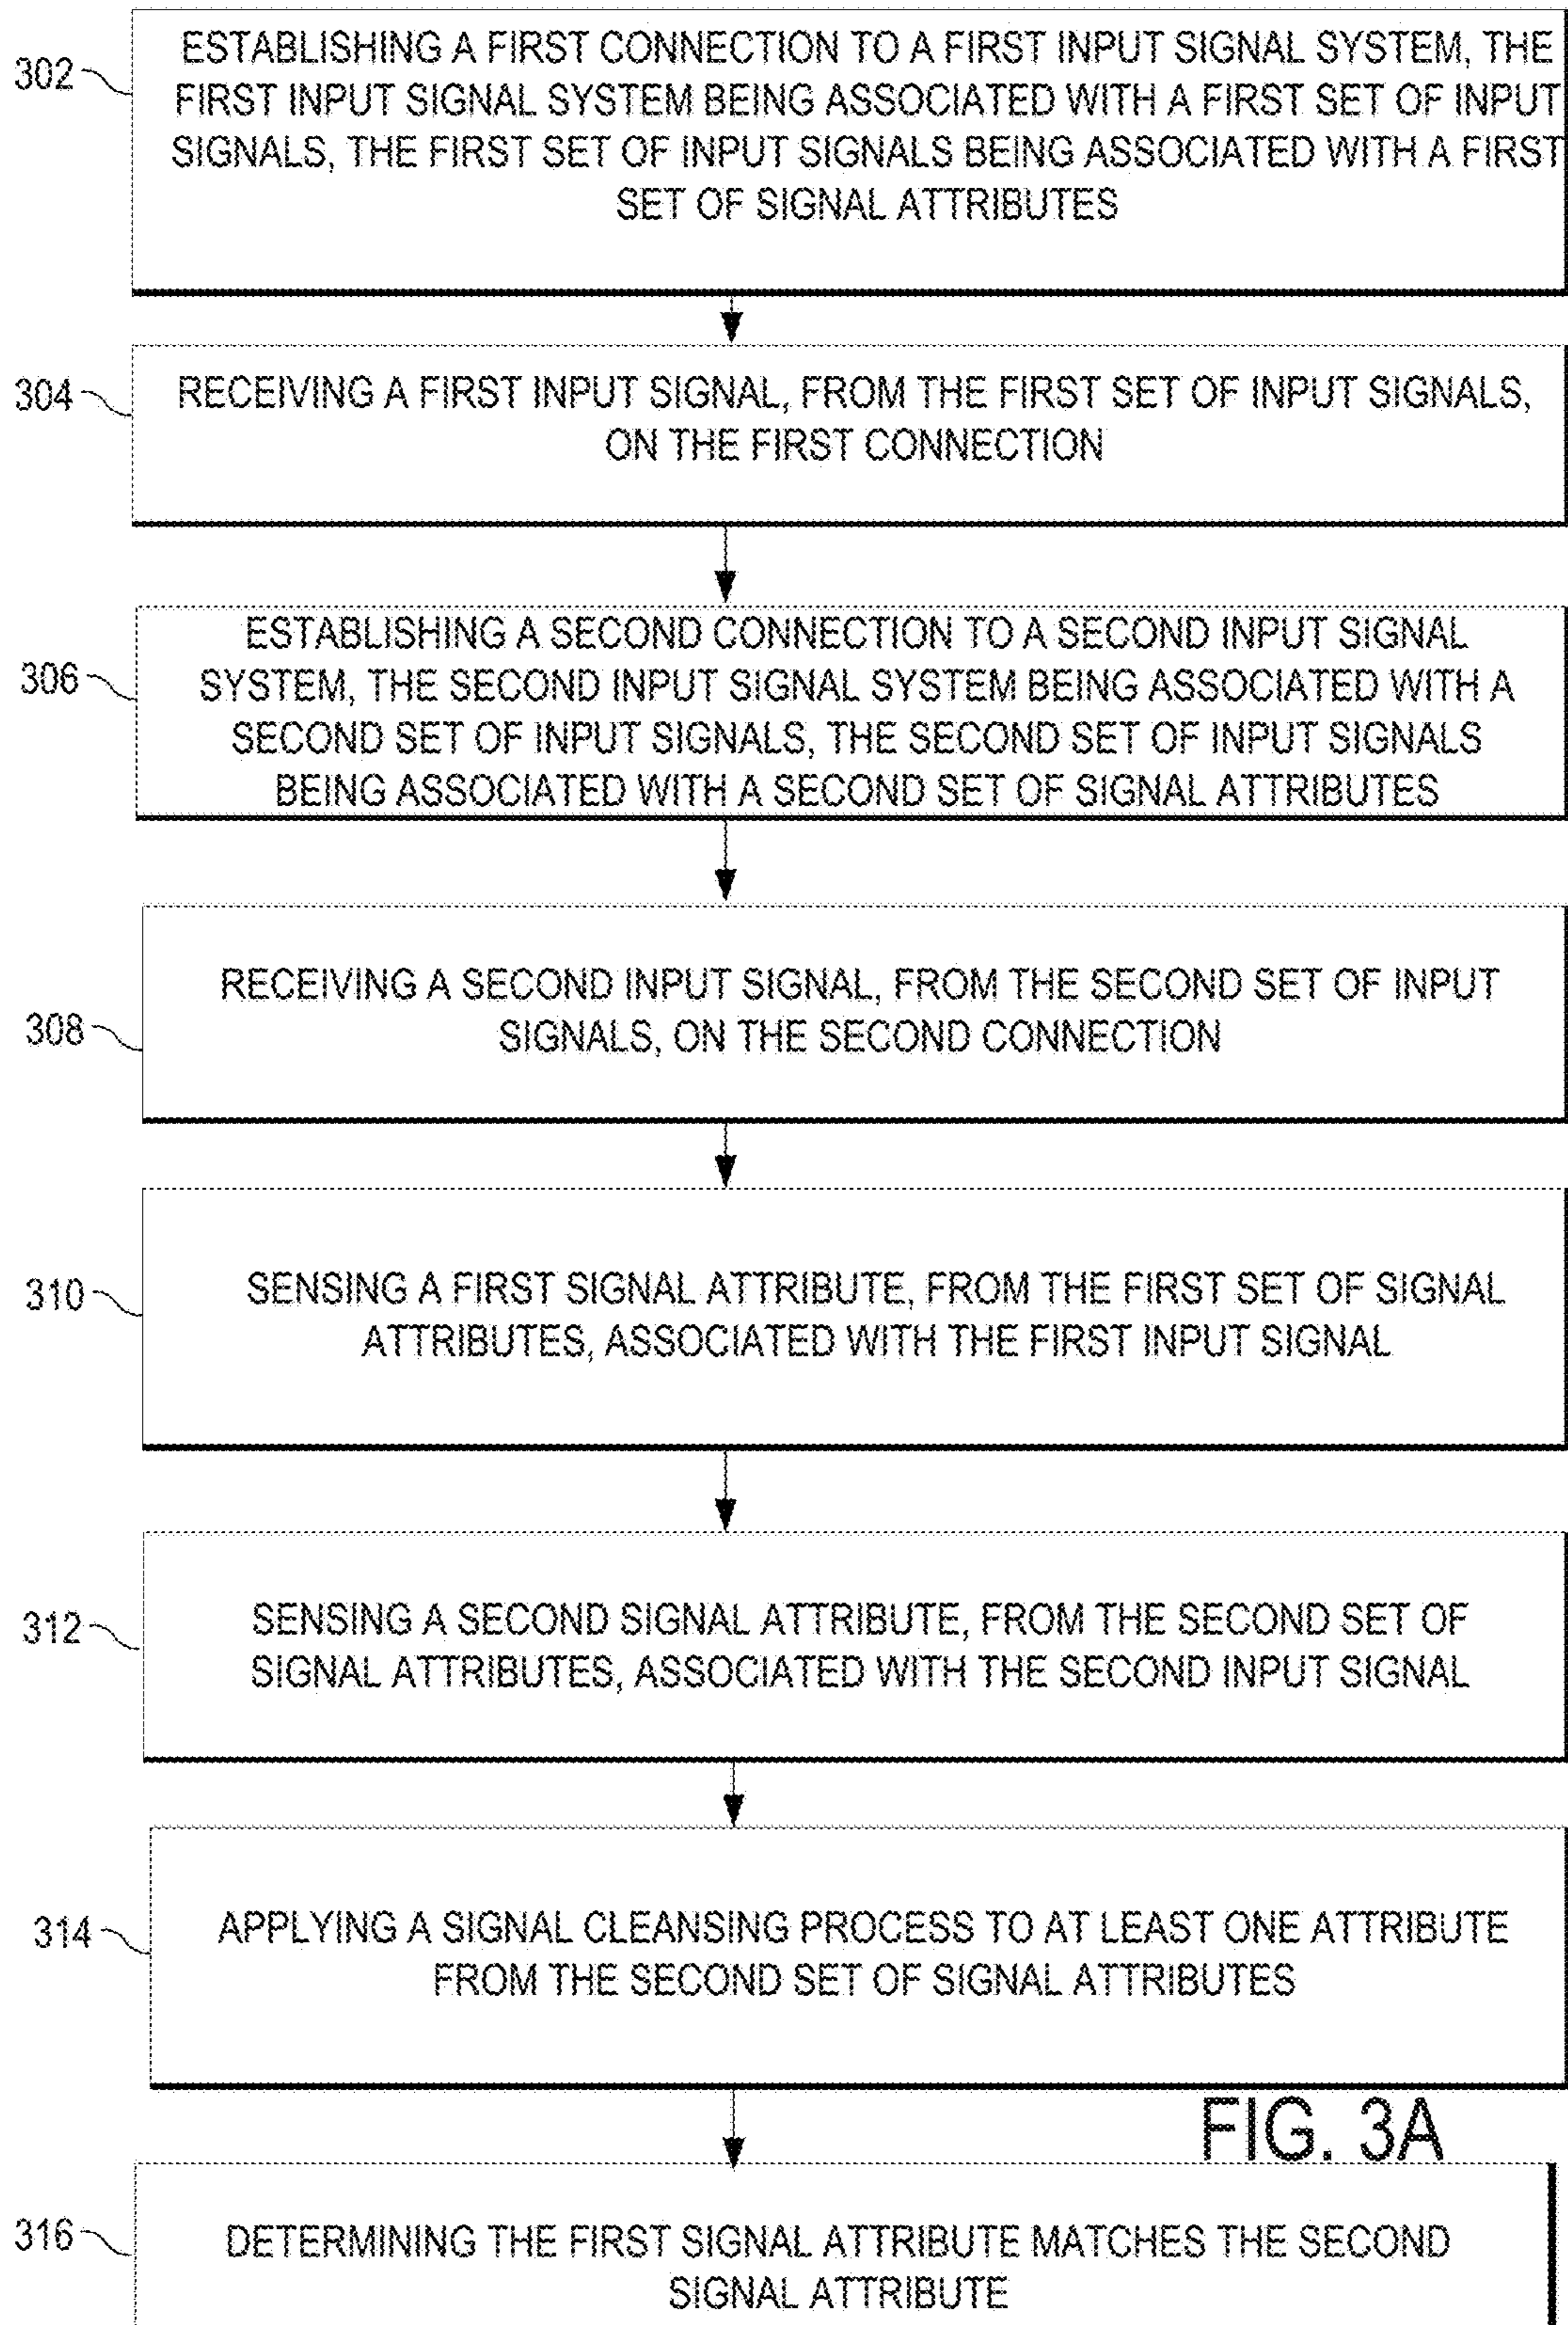 302
ESTABLISHING A FIRST CONNECTION TO A FIRST INPUT SIGNAL SYSTEM, THE
FIRST INPUT SIGNAL SYSTEM BEING ASSOCIATED WITH A FIRST SET OF INPUT
SIGNALS, THE FIRST SET OF INPUT SIGNALS BEING ASSOCIATED WITH A FIRST
SET OF SIGNAL ATTRIBUTES
304
RECEIVING A FIRST INPUT SIGNAL, FROM THE FIRST SET OF INPUT SIGNALS,
ON THE FIRST CONNECTION
306
ESTABLISHING A SECOND CONNECTION TO A SECOND INPUT SIGNAL
SYSTEM, THE SECOND INPUT SIGNAL SYSTEM BEING ASSOCIATED WITH A
SECOND SET OF INPUT SIGNALS, THE SECOND SET OF INPUT SIGNALS
BEING ASSOCIATED WITH A SECOND SET OF SIGNAL ATTRIBUTES
308
RECEIVING A SECOND INPUT SIGNAL, FROM THE SECOND SET OF INPUT
SIGNALS, ON THE SECOND CONNECTION
310
SENSING A FIRST SIGNAL ATTRIBUTE, FROM THE FIRST SET OF SIGNAL
ATTRIBUTES, ASSOCIATED WITH THE FIRST INPUT SIGNAL
312
SENSING A SECOND SIGNAL ATTRIBUTE, FROM THE SECOND SET OF
SIGNAL ATTRIBUTES, ASSOCIATED WITH THE SECOND INPUT SIGNAL
314
APPLYING A SIGNAL CLEANSING PROCESS TO AT LEAST ONE ATTRIBUTE
FROM THE SECOND SET OF SIGNAL ATTRIBUTES
FIG. 3A
316
DETERMINING THE FIRST SIGNAL ATTRIBUTE MATCHES THE SECOND
SIGNAL ATTRIBUTE